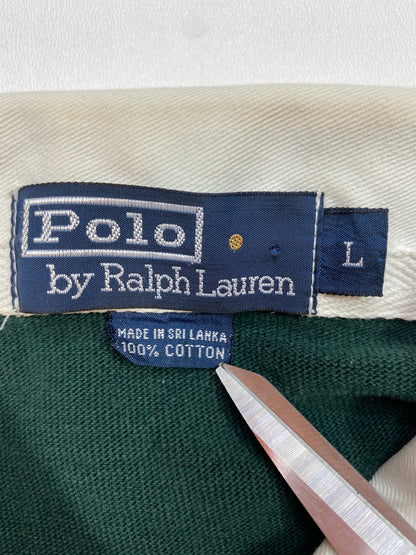 Polo
by Ralph Lauren
L
MADE IN SRI LANKA
100% COTTON